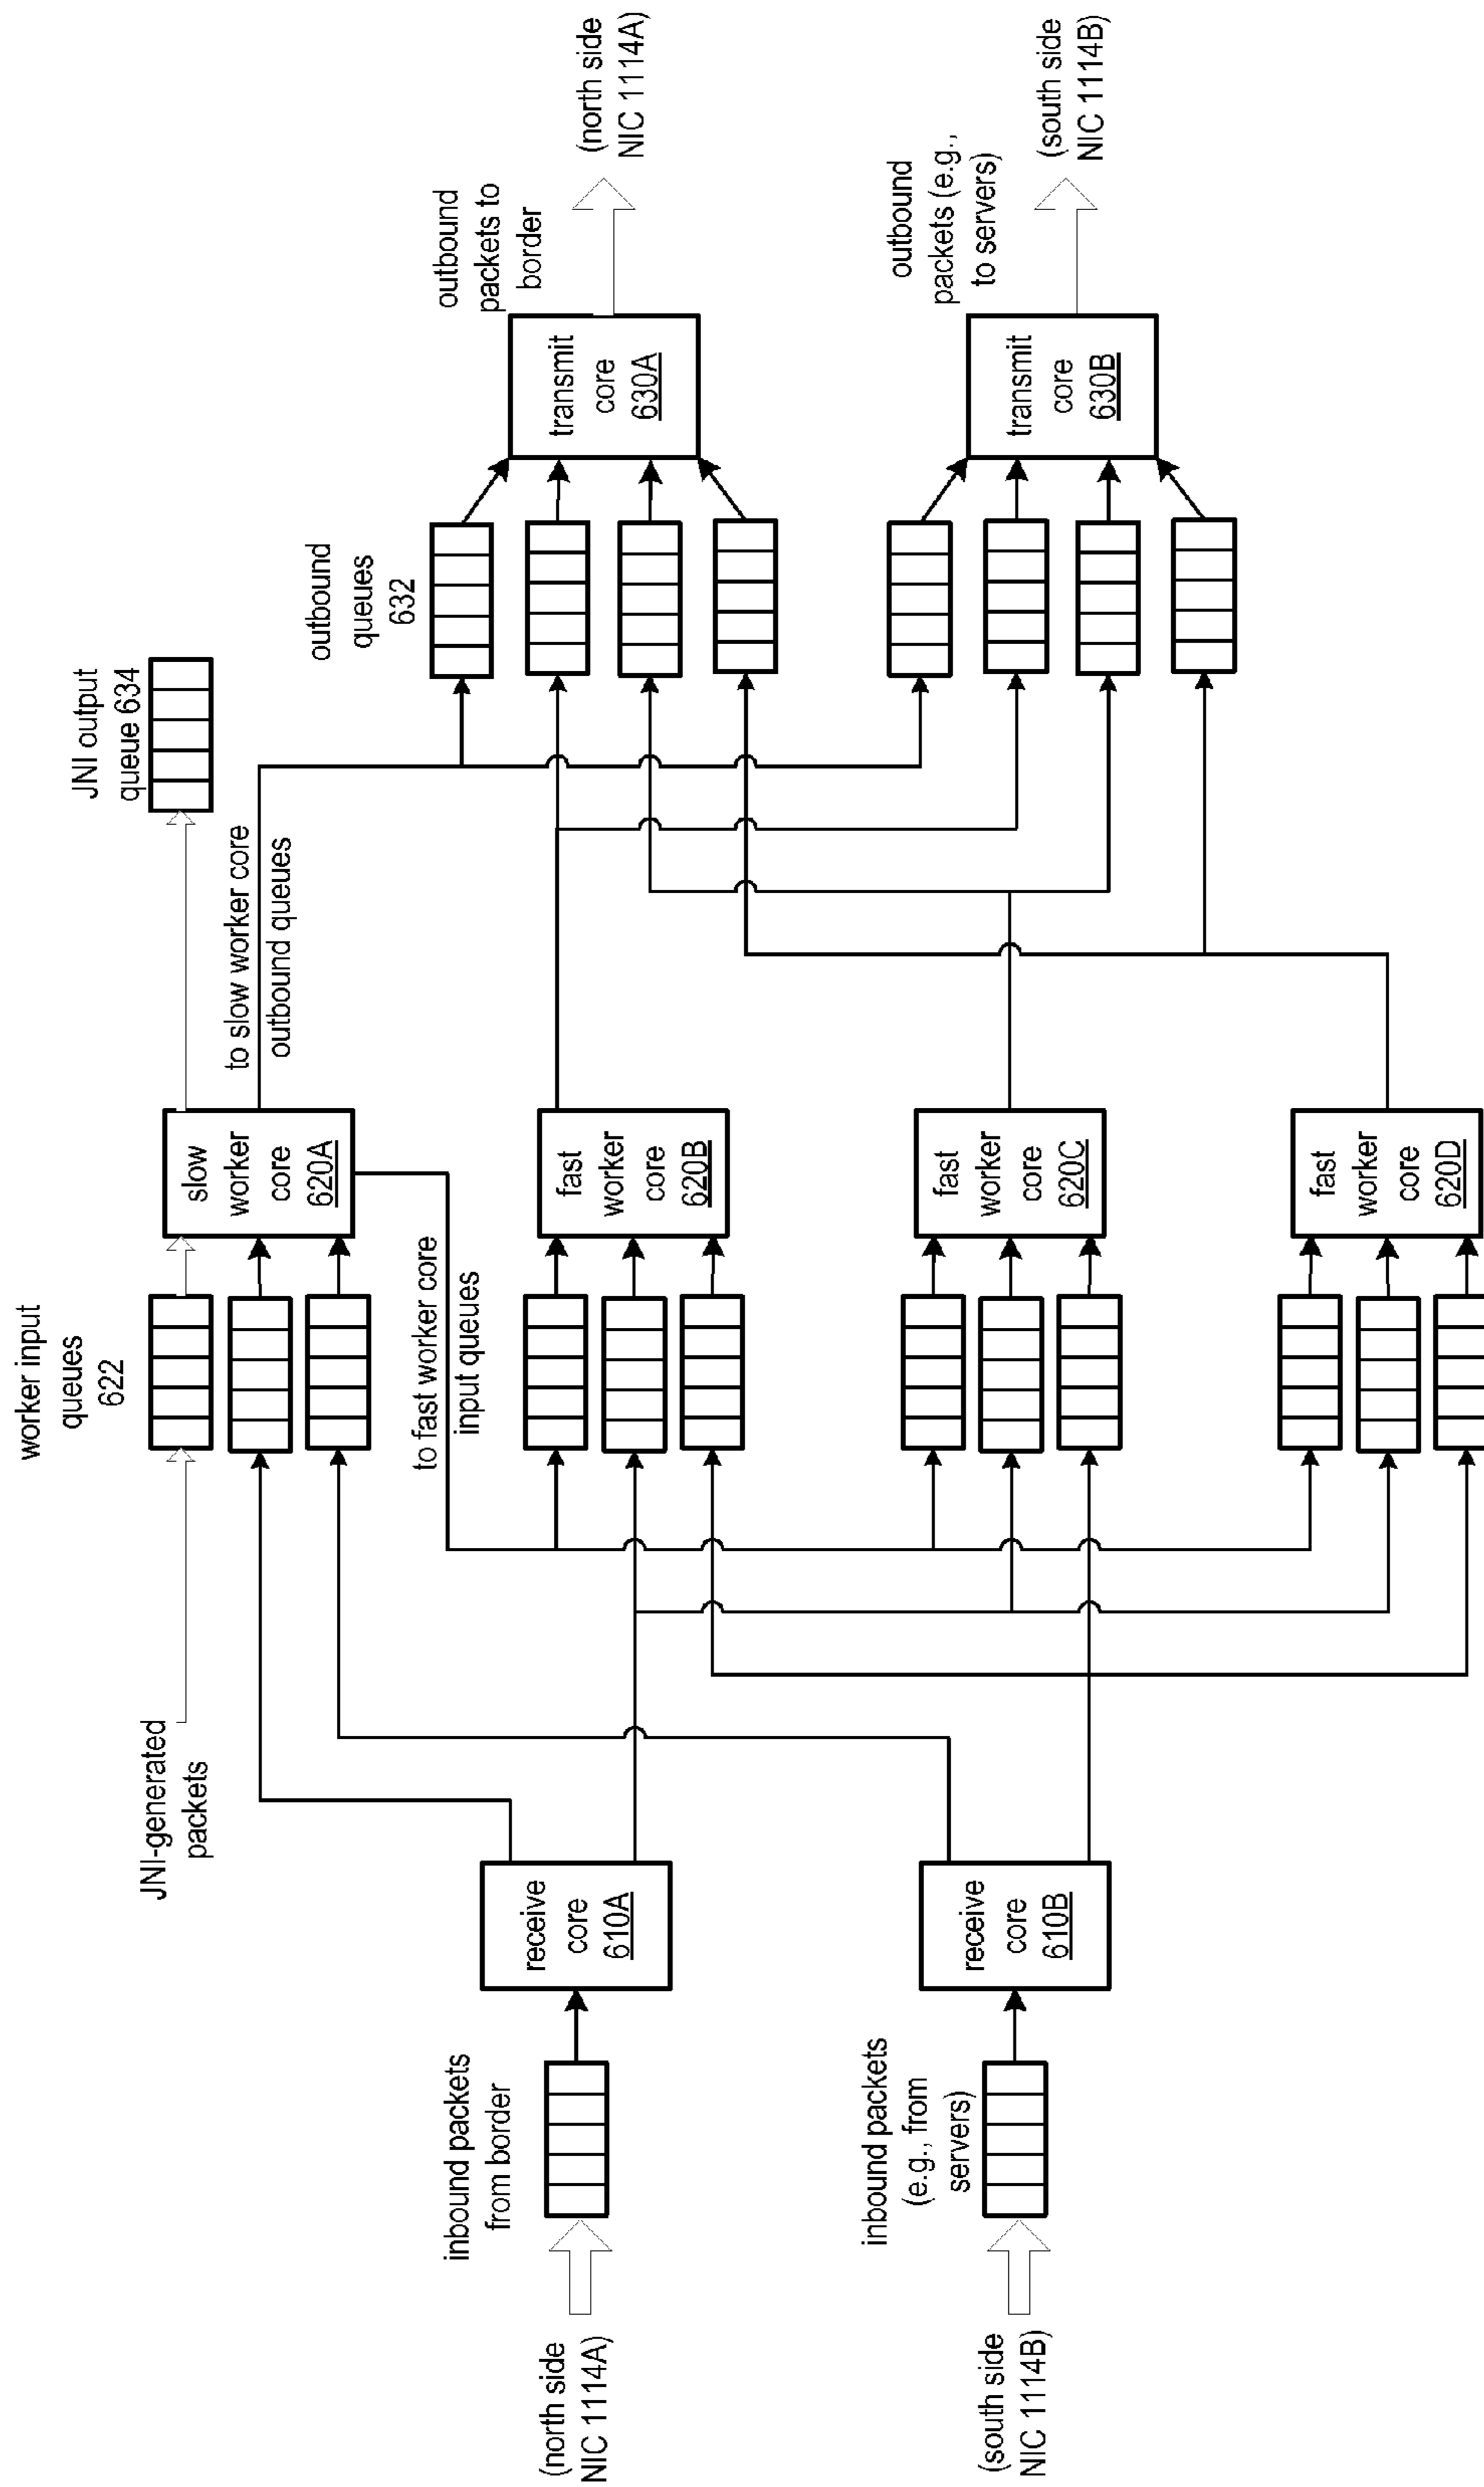 (north side
NIC 1114A)
inbound packets
from border
receive
core
610A
(south side
NIC 1114B)
inbound packets
(e.g., from
servers)
receive
core
610B
JNI-generated
packets
worker input
queues
622
to fast worker core
input queues
slow
worker
core
620A
fast
worker
core
620B
fast
worker
core
620C
fast
worker
core
620D
to slow worker core
outbound queues
JNI output
queue 634
outbound
queues
632
transmit
core
630A
outbound
packets to
border
(north side
NIC 1114A)
transmit
core
630B
outbound
packets (e.g.,
to servers)
(south side
NIC 1114B)